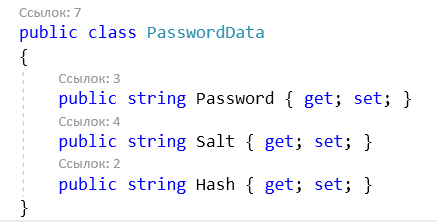 Ссылок: 7
public class PasswordData
{
Ссылок: 3
public string Password { get; set; }
Ссылок: 4
public string Salt { get; set; }
Ссылок: 2
public string Hash { get; set; }
}